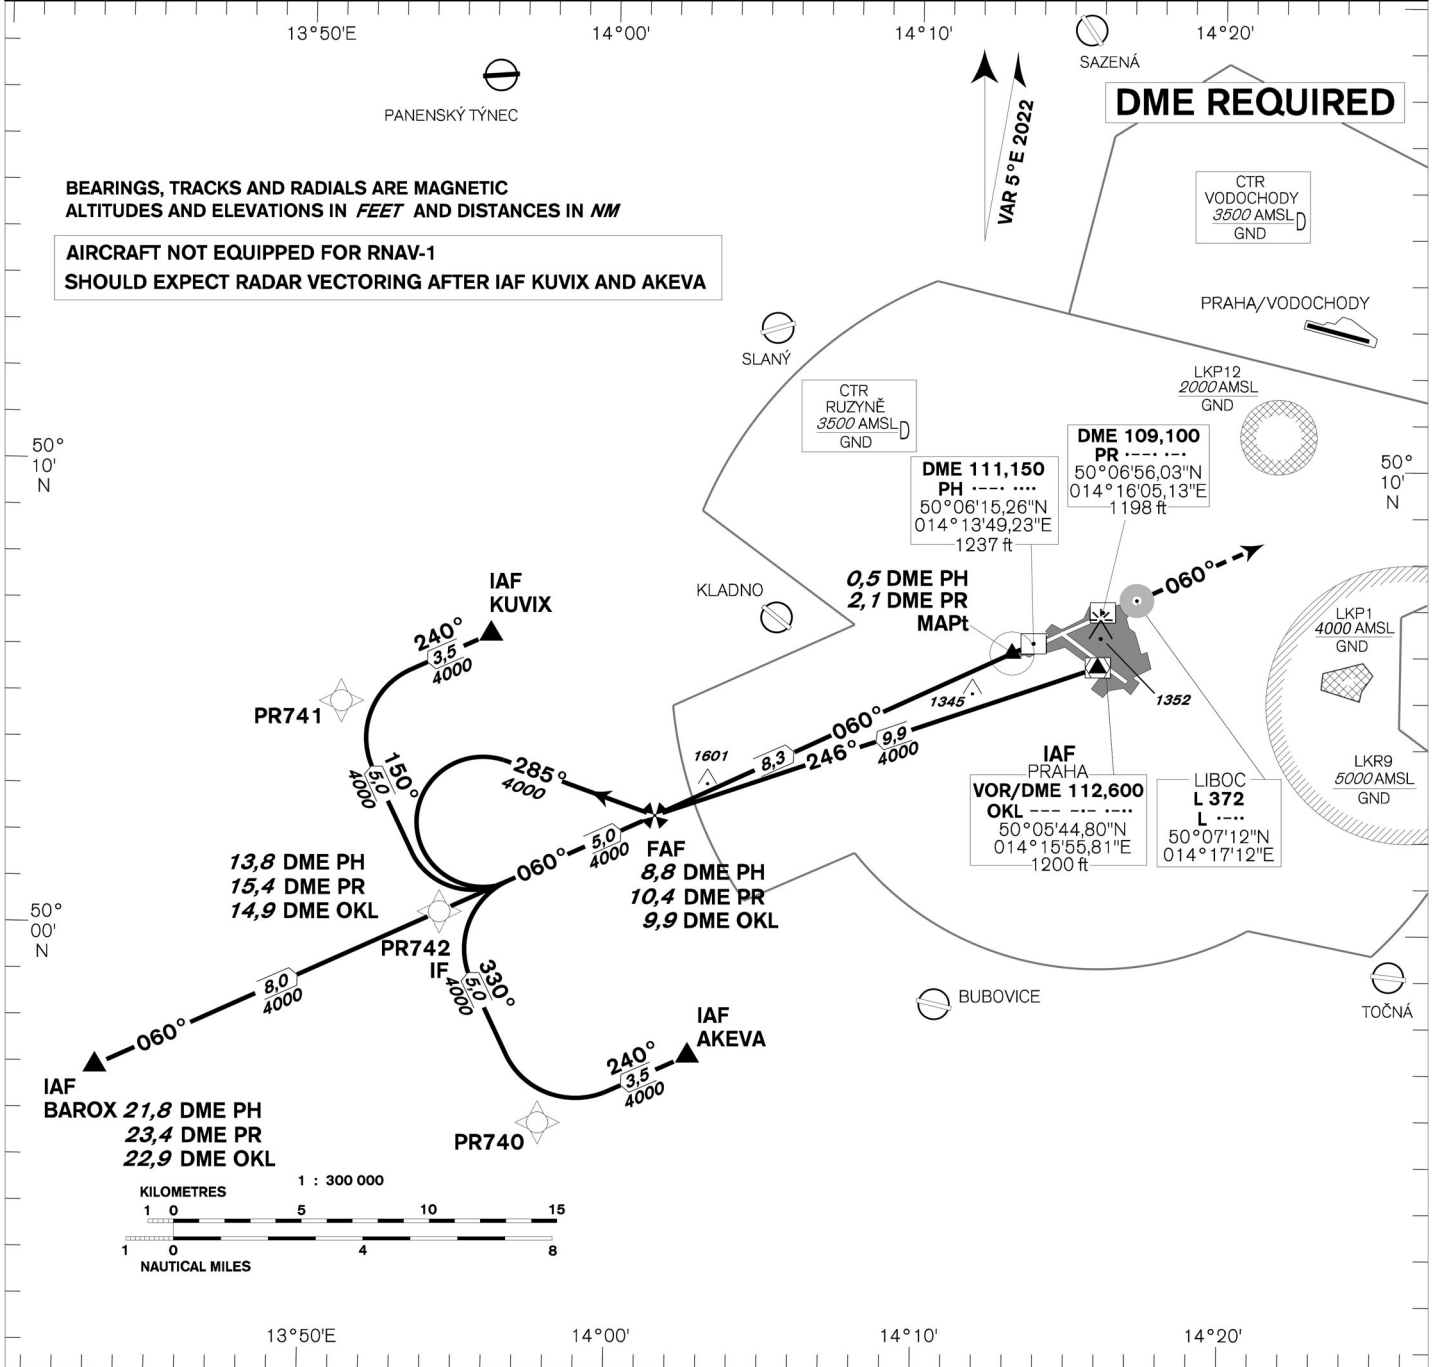 13°50'E
14°00'
14°10'
14°20'
SAZENÁ
PANENSKÝ TÝNEC
DME REQUIRED
VAR 5°E 2022
BEARINGS, TRACKS AND RADIALS ARE MAGNETIC
ALTITUDES AND ELEVATIONS IN FEET AND DISTANCES IN NM
AIRCRAFT NOT EQUIPPED FOR RNAV-1
SHOULD EXPECT RADAR VECTORING AFTER IAF KUVIX AND AKEVA
CTR
VODOCHODY
3500 AMSL D
GND
PRAHA/VODOCHODY
SLANÝ
CTR
RUZYNĚ
3500 AMSL D
GND
LKP12
2000 AMSL
GND
50°
10'
N
50°
10'
N
DME 109,100
PR ·--· ·-·
50°06'56,03"N
014°16'05,13"E
1198 ft
DME 111,150
PH ·--· ····
50°06'15,26"N
014°13'49,23"E
1237 ft
060°
KLADNO
0,5 DME PH
2,1 DME PR
MAPt
IAF
KUVIX
240°
3,5
4000
LKP1
4000 AMSL
GND
PR741
1345
1352
150°
5,0
4000
285°
4000
1601
8,3
060°
246°
9,9
4000
IAF
PRAHA
VOR/DME 112,600
OKL --- -·- ·-··
50°05'44,80"N
014°15'55,81"E
1200 ft
LIBOC
L 372
L ·-··
50°07'12"N
014°17'12"E
LKR9
5000 AMSL
GND
060°
5,0
4000
FAF
8,8 DME PH
10,4 DME PR
9,9 DME OKL
13,8 DME PH
15,4 DME PR
14,9 DME OKL
50°
00'
N
PR742
IF
330°
5,0
4000
8,0
4000
060°
IAF
AKEVA
240°
3,5
4000
BUBOVICE
TOČNÁ
IAF
BAROX 21,8 DME PH
23,4 DME PR
22,9 DME OKL
PR740
1 : 300 000
KILOMETRES
1 0 5 10 15
1 0 4 8
NAUTICAL MILES
13°50'E
14°00'
14°10'
14°20'